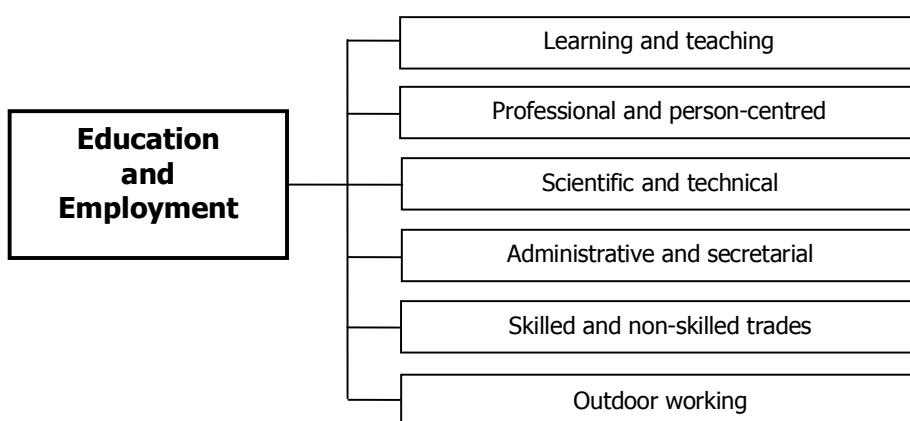 Education
and
Employment
Learning and teaching
Professional and person-centred
Scientific and technical
Administrative and secretarial
Skilled and non-skilled trades
Outdoor working